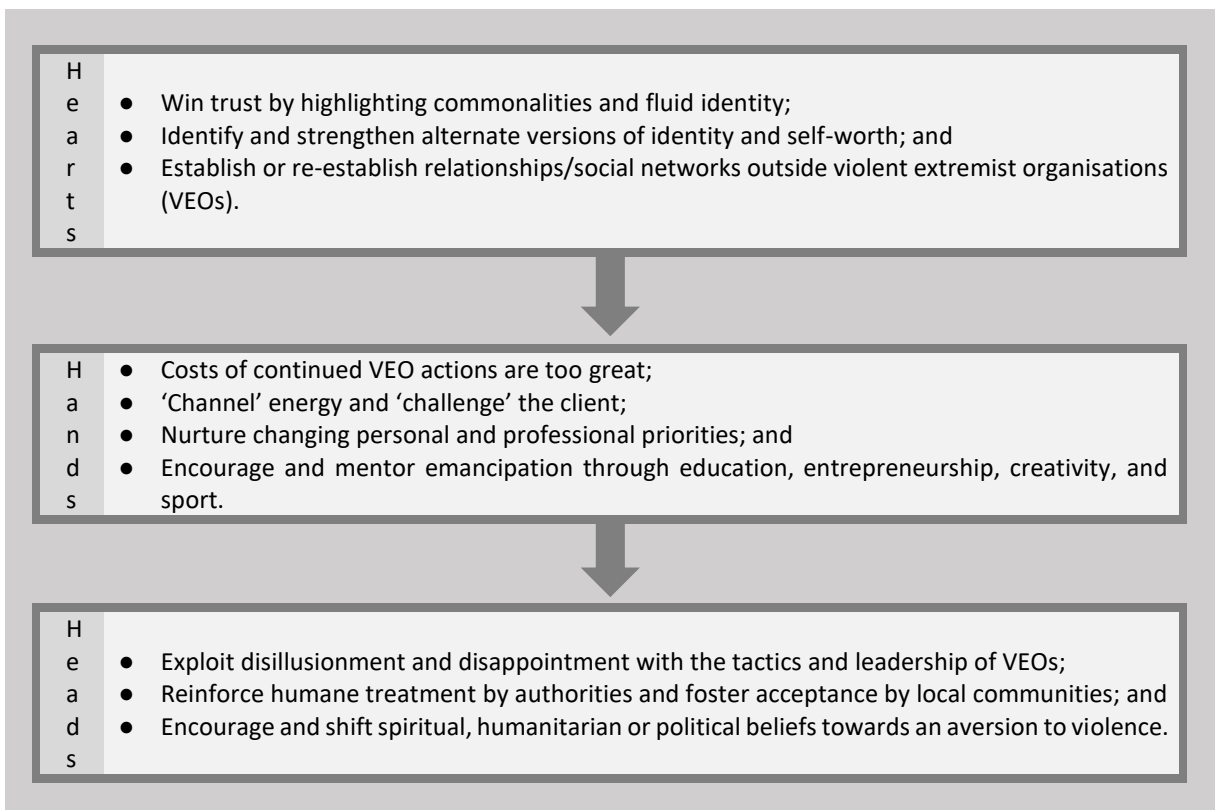 Hearts
● Win trust by highlighting commonalities and fluid identity;
● Identify and strengthen alternate versions of identity and self-worth; and
● Establish or re-establish relationships/social networks outside violent extremist organisations
(VEOs).
Hands
● Costs of continued VEO actions are too great;
● ‘Channel’ energy and ‘challenge’ the client;
● Nurture changing personal and professional priorities; and
● Encourage and mentor emancipation through education, entrepreneurship, creativity, and
sport.
Heads
● Exploit disillusionment and disappointment with the tactics and leadership of VEOs;
● Reinforce humane treatment by authorities and foster acceptance by local communities; and
● Encourage and shift spiritual, humanitarian or political beliefs towards an aversion to violence.